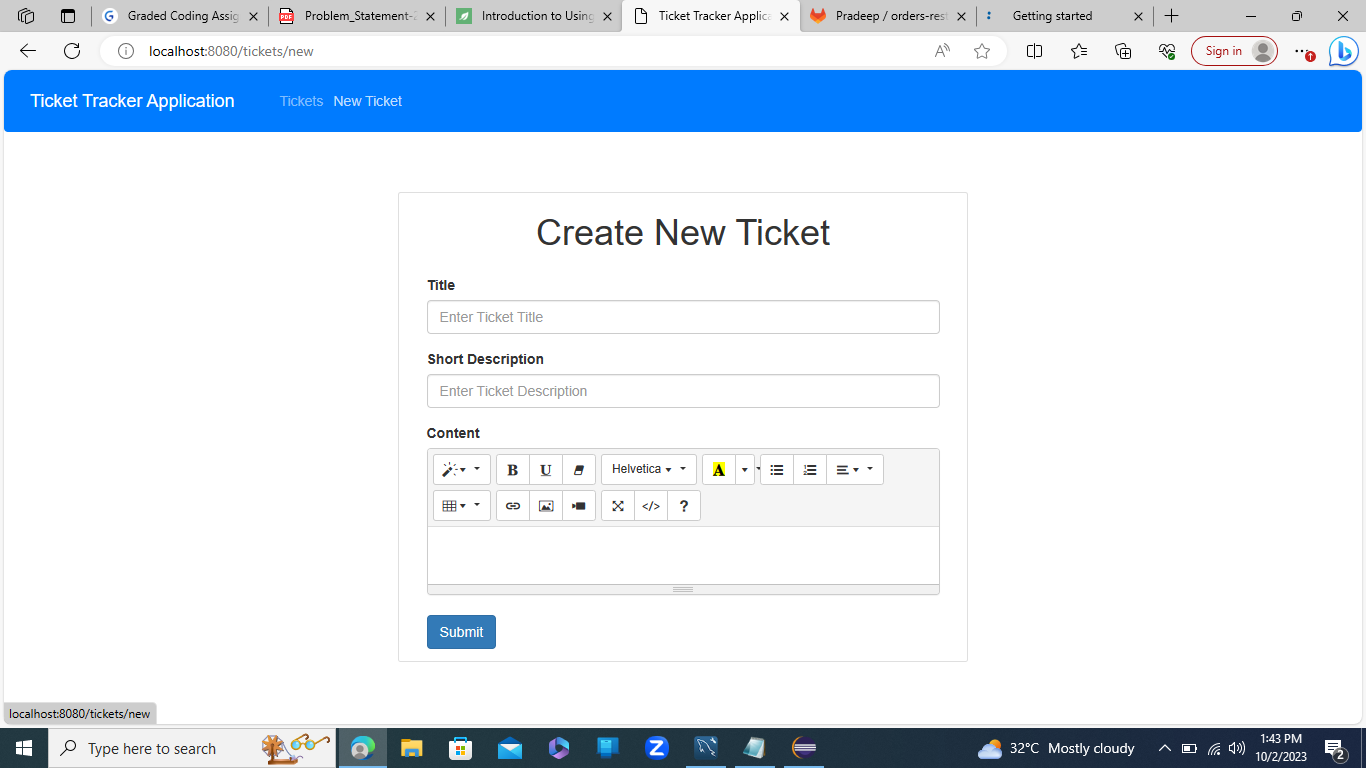 Graded Coding Assig
Problem_Statement-
Introduction to Using
Ticket Tracker Applica
Pradeep / orders-rest
Getting started
localhost:8080/tickets/new
Sign in
Ticket Tracker Application
Tickets
New Ticket
Create New Ticket
Title
Enter Ticket Title
Short Description
Enter Ticket Description
Content
B
U
Helvetica
A
</>
?
Submit
localhost:8080/tickets/new
Type here to search
32°C Mostly cloudy
1:43 PM
10/2/2023
2